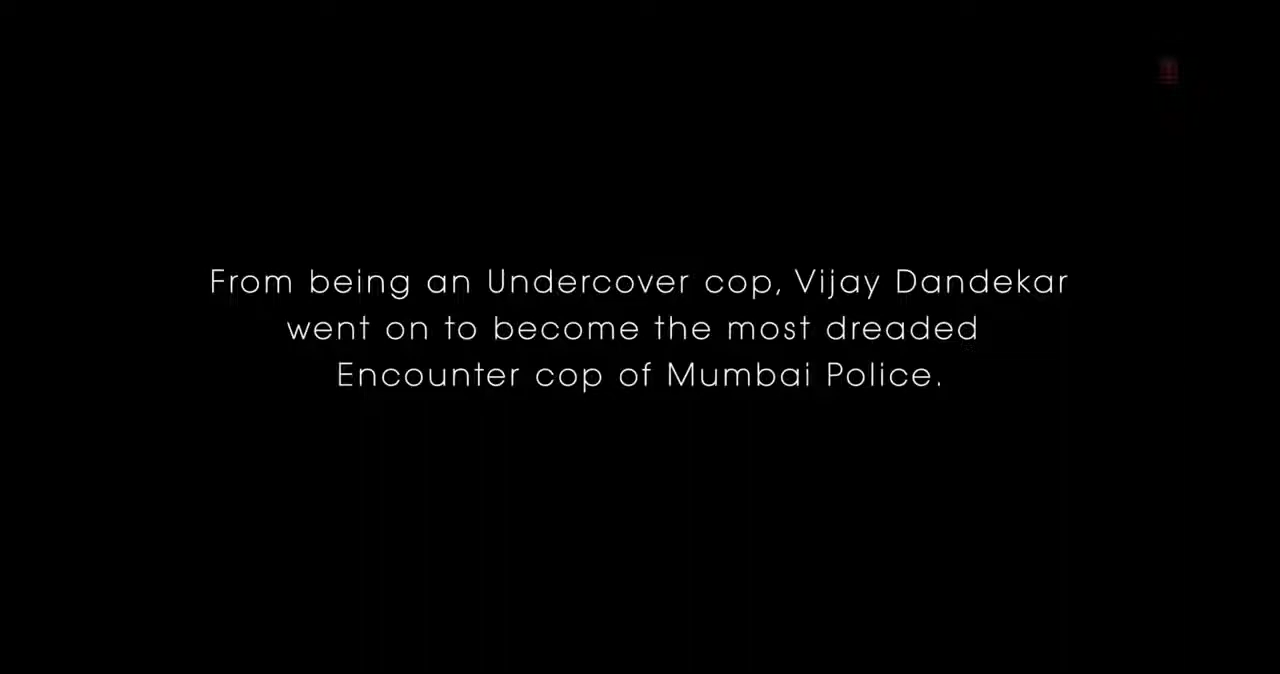 From being an Undercover cop, Vijay Dandekar
went on to become the most dreaded
Encounter cop of Mumbai Police.